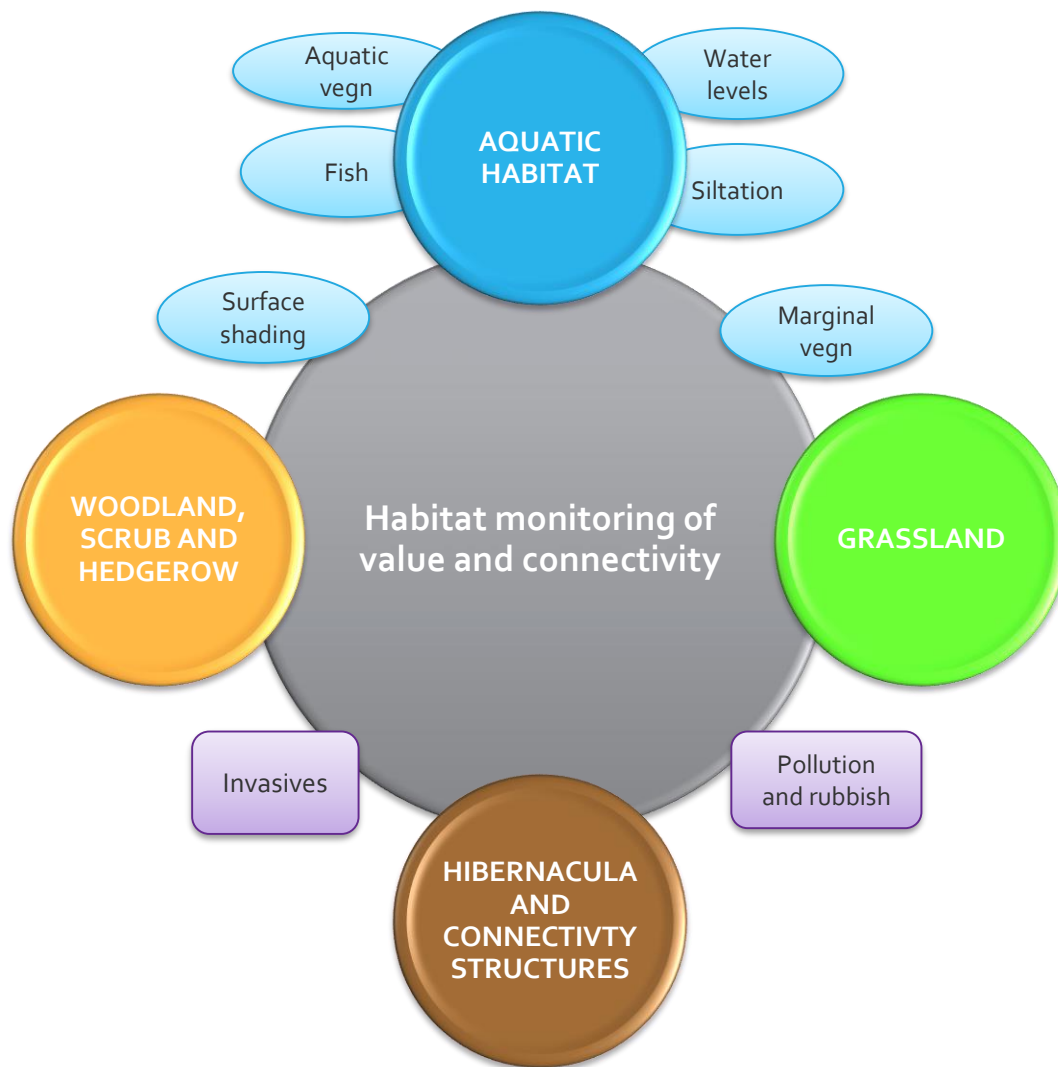 Aquatic
vegn
Water
levels
AQUATIC
HABITAT
Fish
Siltation
Surface
shading
Marginal
vegn
WOODLAND,
SCRUB AND
HEDGEROW
Habitat monitoring of
value and connectivity
GRASSLAND
Invasives
Pollution
and rubbish
HIBERNACULA
AND
CONNECTIVTY
STRUCTURES